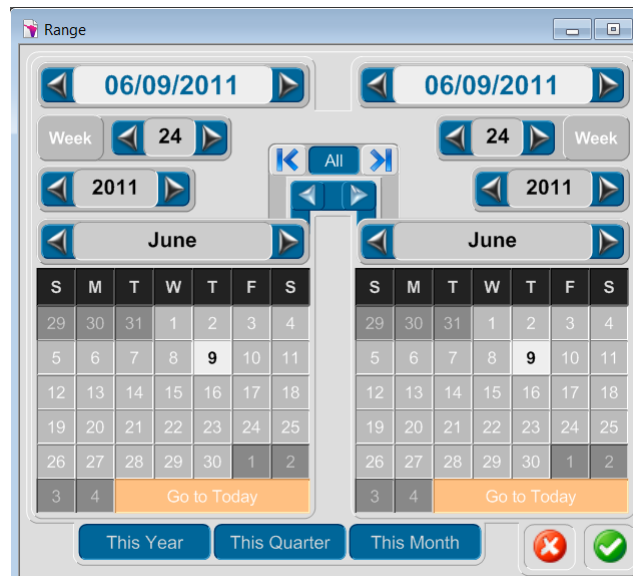 Range
06/09/2011 06/09/2011
Week 24 24 Week
All
2011 2011
June June
S M T W T F S S M T W T F S
29 30 31 1 2 3 4 29 30 31 1 2 3 4
5 6 7 8 9 10 11 5 6 7 8 9 10 11
12 13 14 15 16 17 18 12 13 14 15 16 17 18
19 20 21 22 23 24 25 19 20 21 22 23 24 25
26 27 28 29 30 1 2 26 27 28 29 30 1 2
3 4 Go to Today 3 4 Go to Today
This Year This Quarter This Month